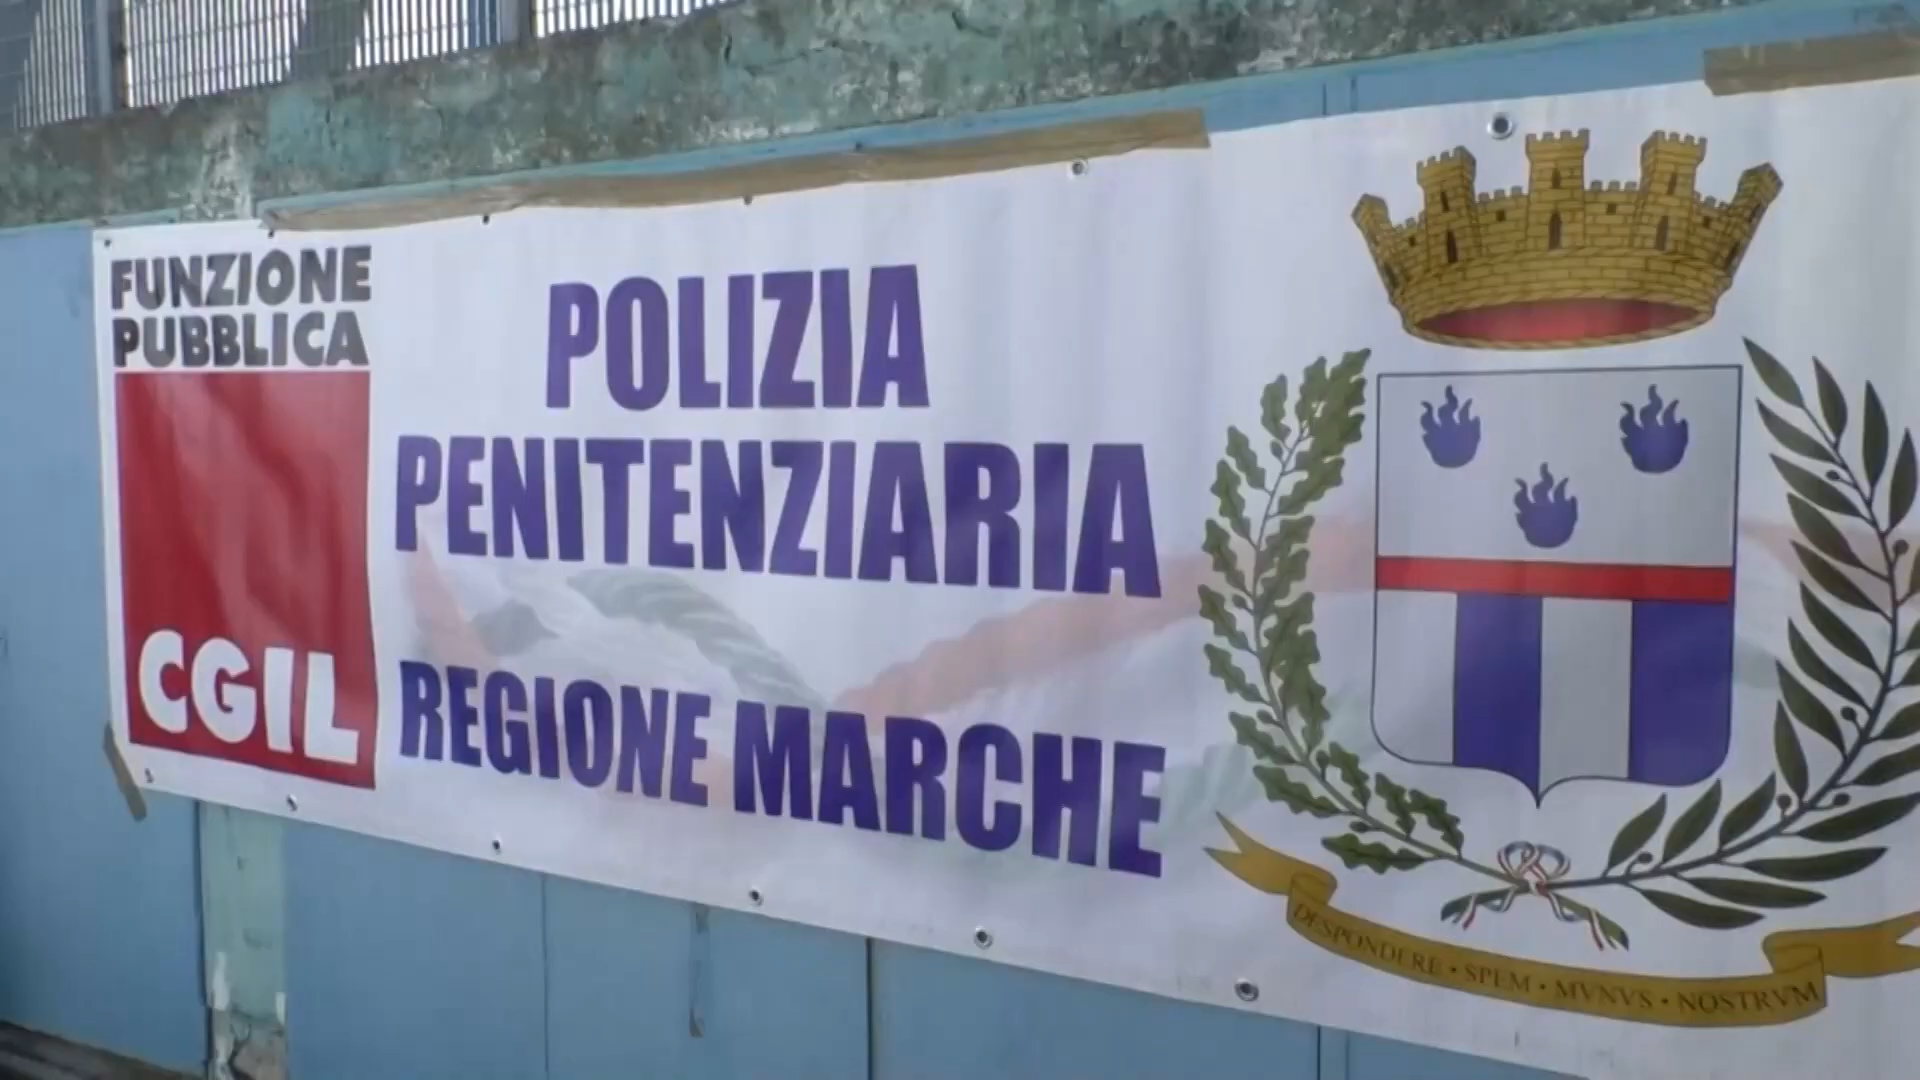 FUNZIONE
PUBBLICA
CGIL
POLIZIA
PENITENZIARIA
REGIONE MARCHE
DESPONDERE • SPEM • MVNVS • NOSTRVM